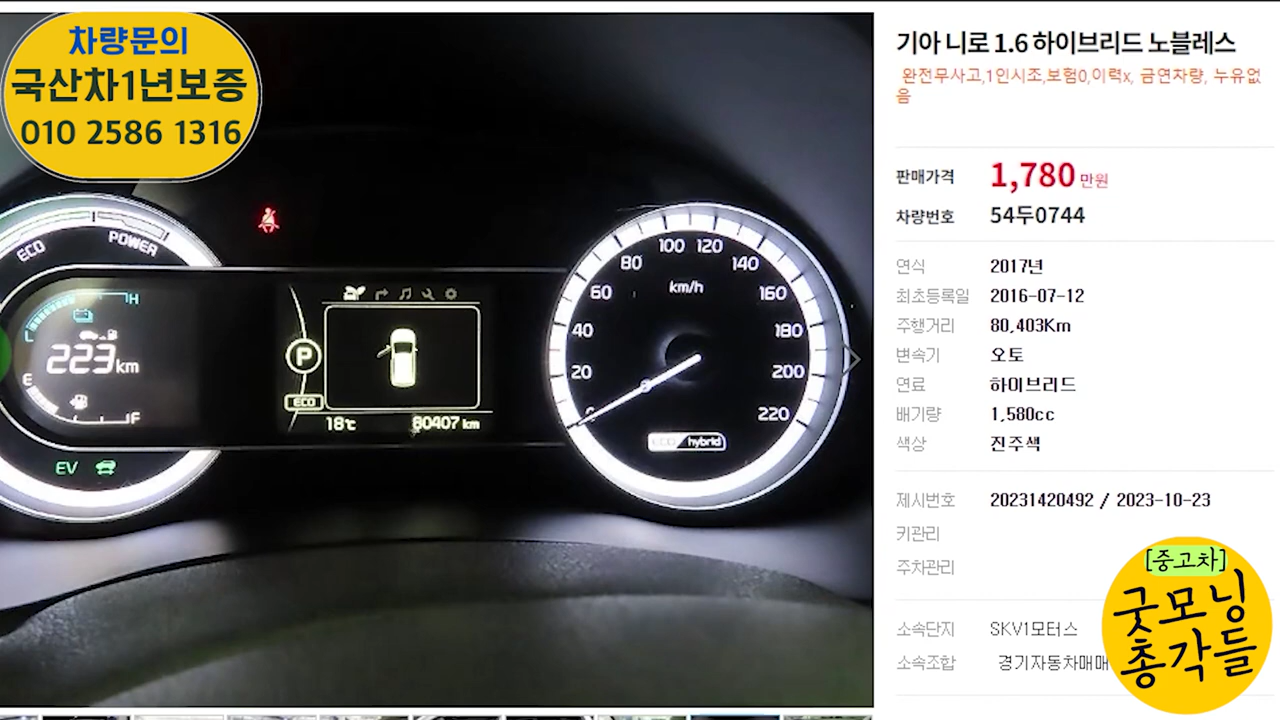 차량문의
국산차1년보증
010 2586 1316
ECO
POWER
H
L
223km
E
F
EV
P
ECO
18℃
80407 km
0
20
40
60
80
100
120
140
160
180
200
220
km/h
ECO hybrid
기아 니로 1.6 하이브리드 노블레스
완전무사고,1인시조,보험0,이력x, 금연차량, 누유없
음
판매가격 1,780 만원
차량번호 54두0744
연식 2017년
최초등록일 2016-07-12
주행거리 80,403Km
변속기 오토
연료 하이브리드
배기량 1,580cc
색상 진주색
제시번호 20231420492 / 2023-10-23
키관리
주차관리
소속단지 SKV1모터스
소속조합 경기자동차매매
[중고차]
굿모닝
총각들